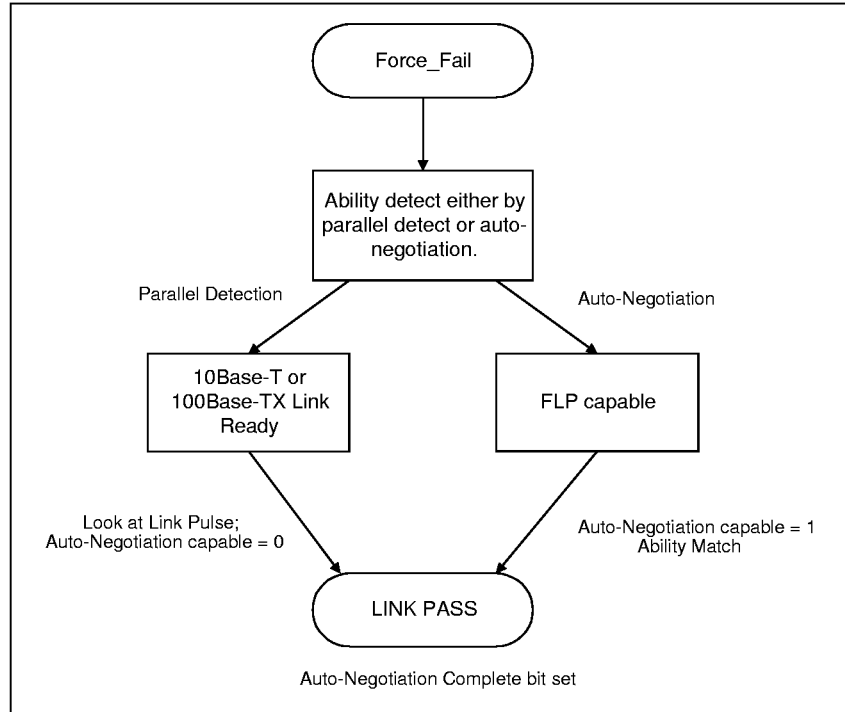 Force_Fail
Ability detect either by
parallel detect or auto-
negotiation.
Parallel Detection
Auto-Negotiation
10Base-T or
100Base-TX Link
Ready
FLP capable
Look at Link Pulse;
Auto-Negotiation capable = 0
Auto-Negotiation capable = 1
Ability Match
LINK PASS
Auto-Negotiation Complete bit set